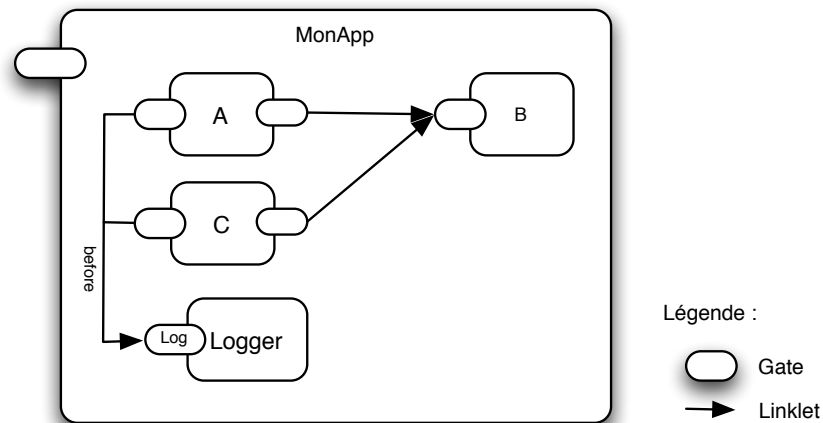 MonApp
A
B
C
before
Log
Logger
Légende :
Gate
Linklet